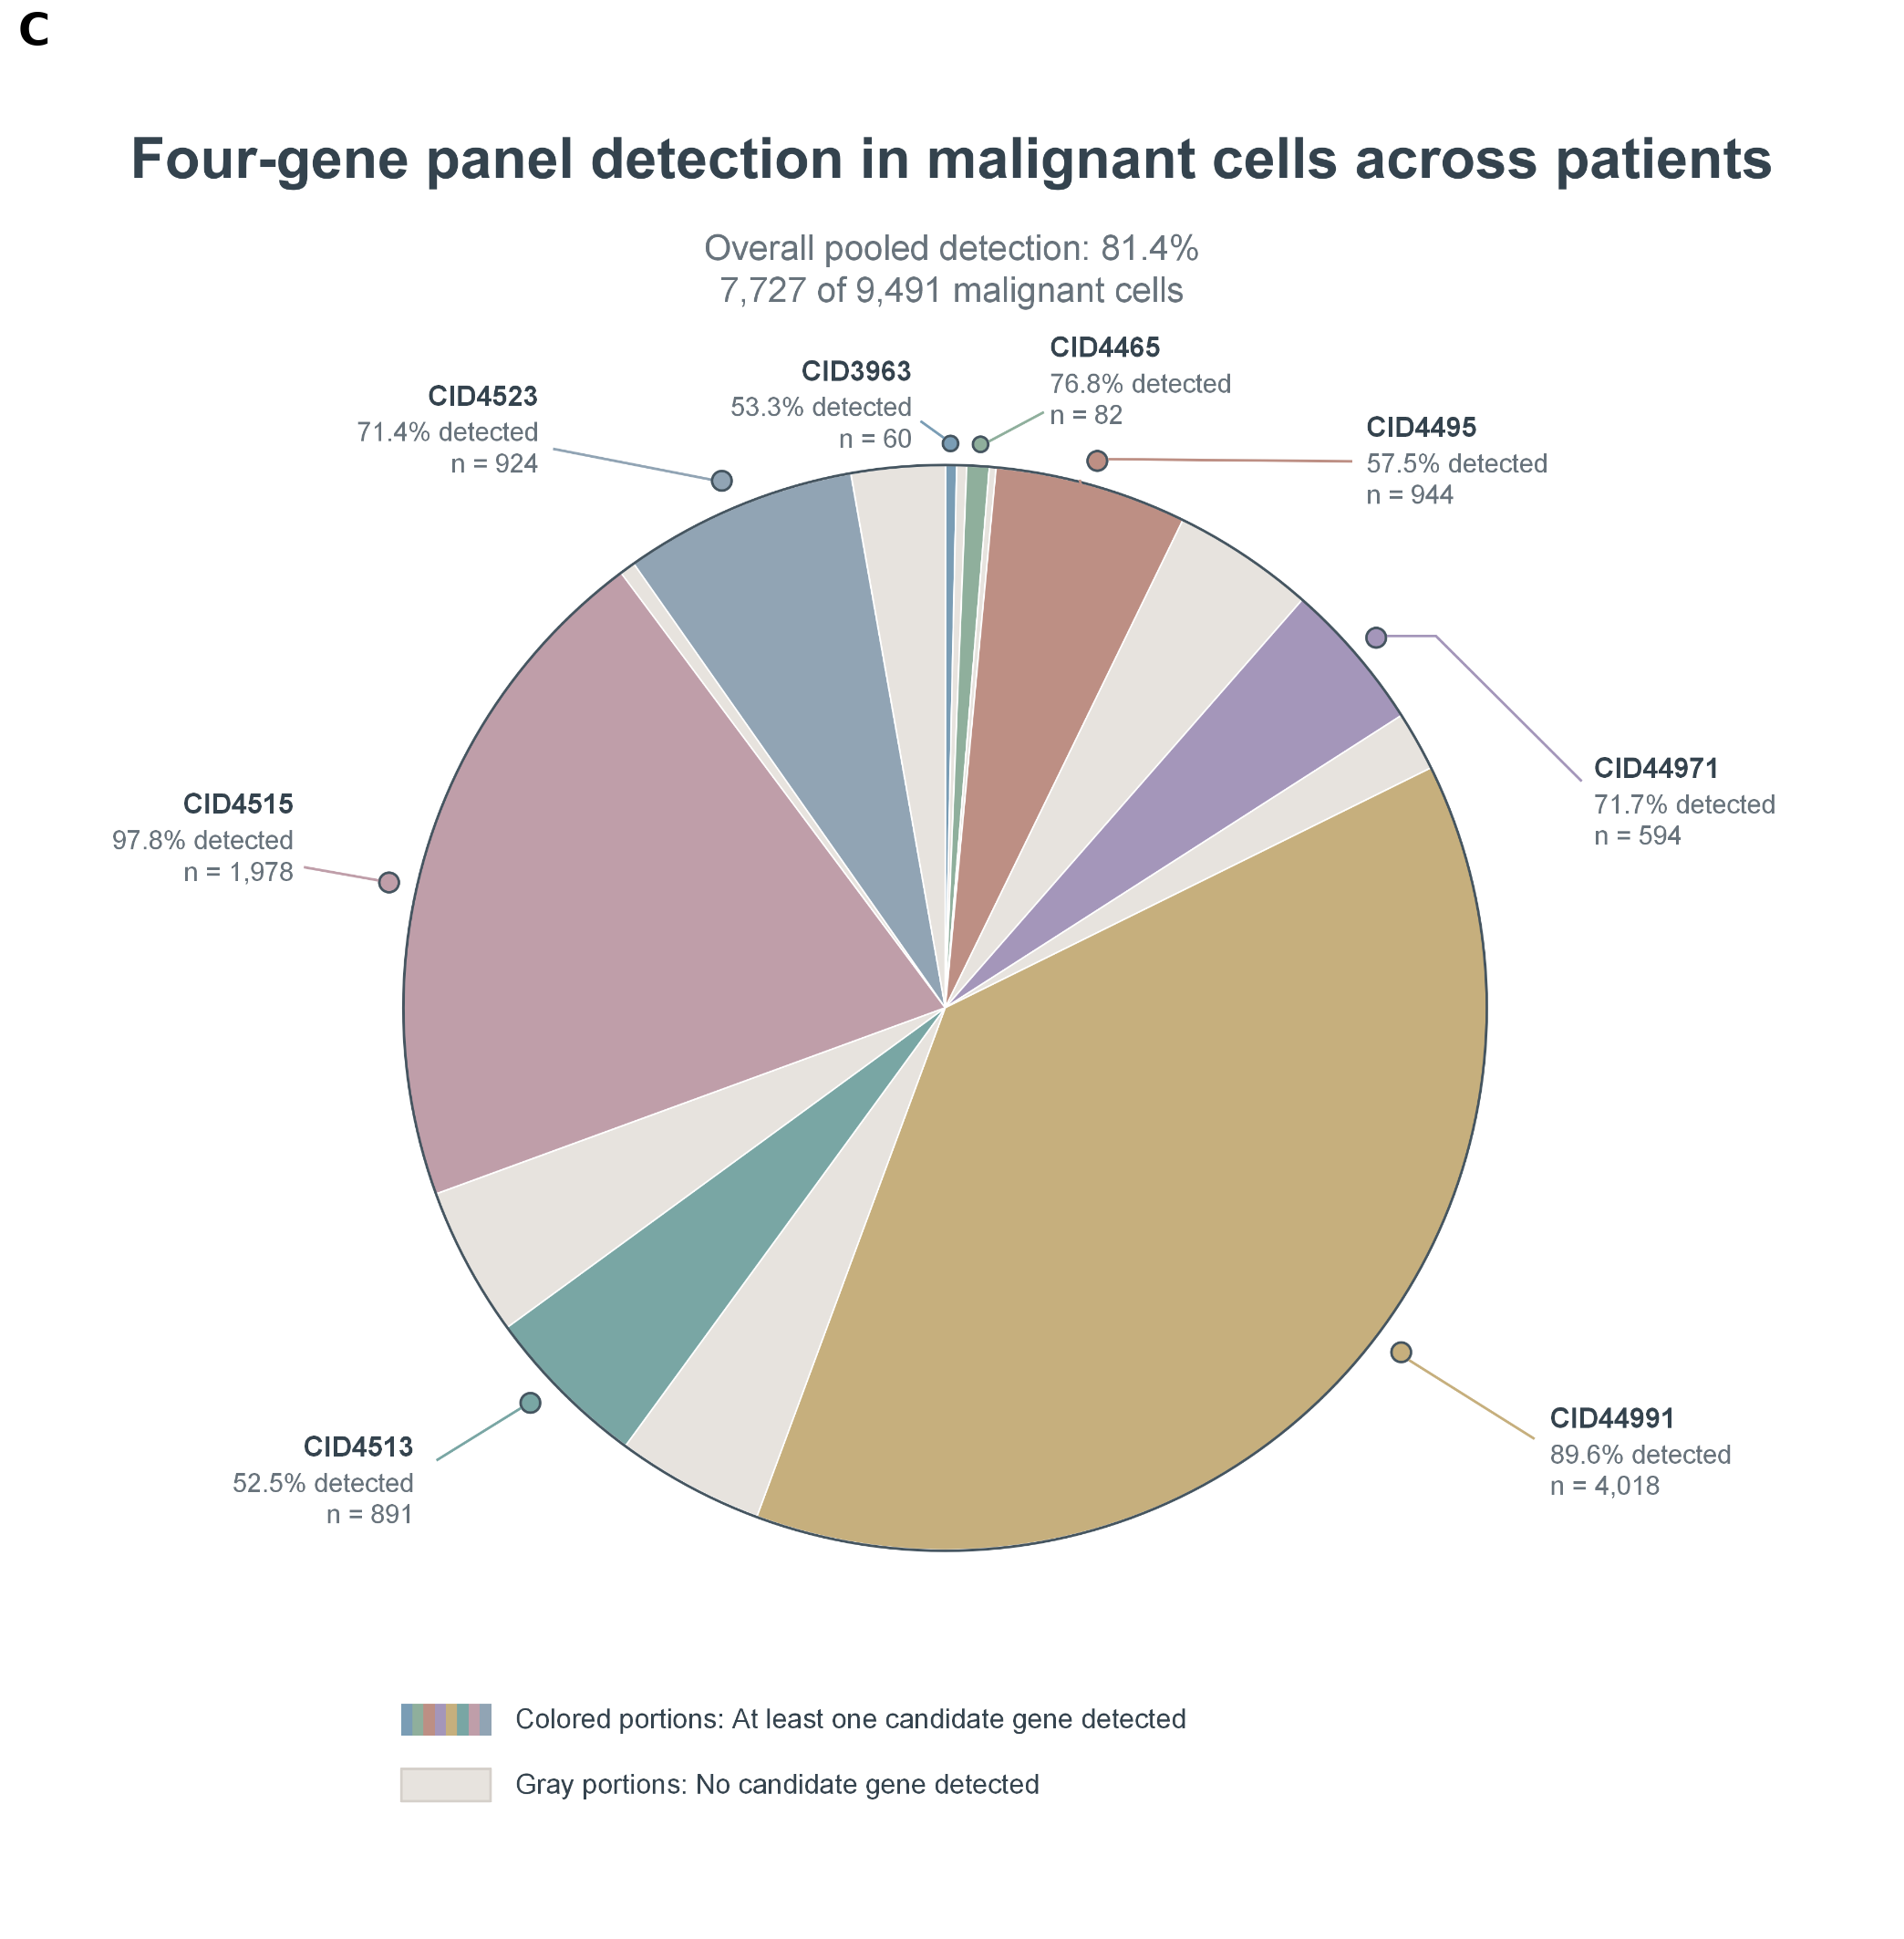 C
Four-gene panel detection in malignant cells across patients
Overall pooled detection: 81.4%
7,727 of 9,491 malignant cells
CID4465
76.8% detected
n = 82
CID3963
53.3% detected
n = 60
CID4523
71.4% detected
n = 924
CID4495
57.5% detected
n = 944
CID44971
71.7% detected
n = 594
CID4515
97.8% detected
n = 1,978
CID44991
89.6% detected
n = 4,018
CID4513
52.5% detected
n = 891
Colored portions: At least one candidate gene detected
Gray portions: No candidate gene detected